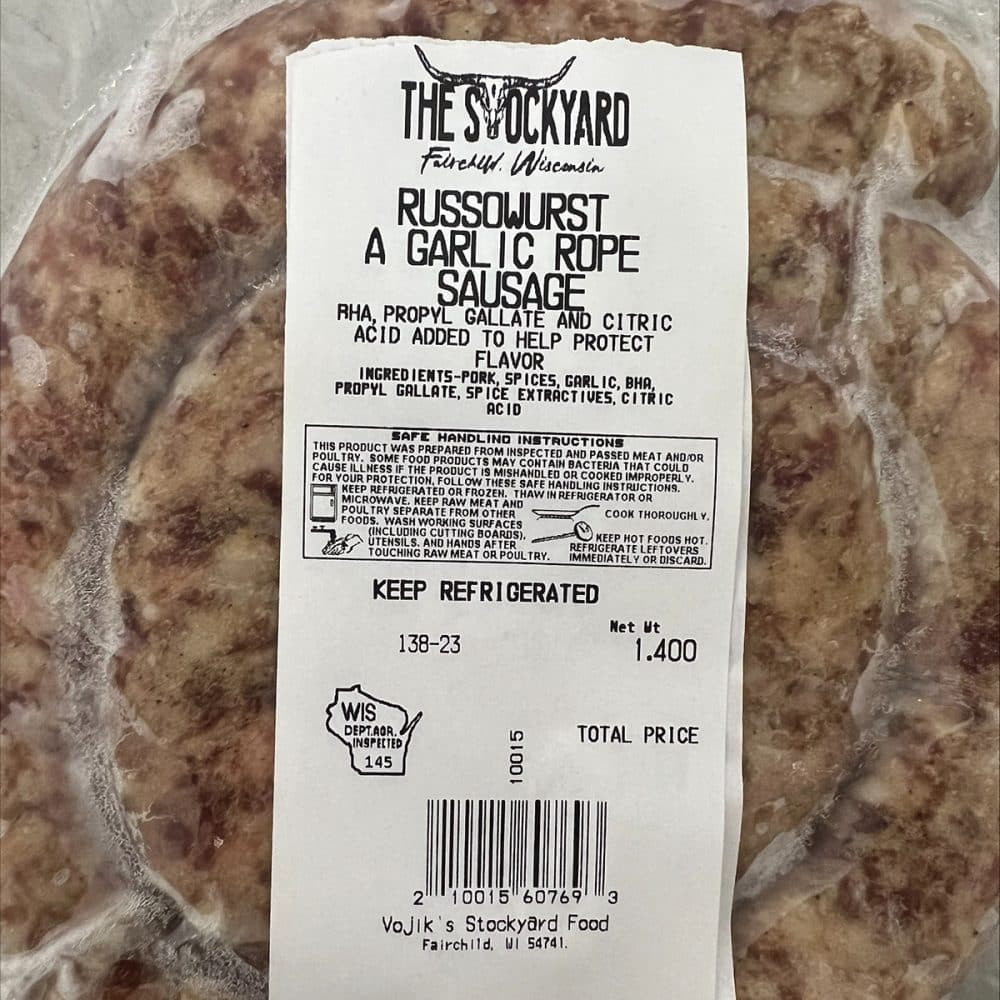 THE STOCKYARD
Fairchild, Wisconsin
RUSSOWURST
A GARLIC ROPE
SAUSAGE
BHA, PROPYL GALLATE AND CITRIC
ACID ADDED TO HELP PROTECT
FLAVOR
INGREDIENTS-PORK, SPICES, GARLIC, BHA,
PROPYL GALLATE, SPICE EXTRACTIVES, CITRIC
ACID
SAFE HANDLING INSTRUCTIONS
THIS PRODUCT WAS PREPARED FROM INSPECTED AND PASSED MEAT AND/OR
POULTRY. SOME FOOD PRODUCTS MAY CONTAIN BACTERIA THAT COULD
CAUSE ILLNESS IF THE PRODUCT IS MISHANDLED OR COOKED IMPROPERLY.
FOR YOUR PROTECTION, FOLLOW THESE SAFE HANDLING INSTRUCTIONS.
KEEP REFRIGERATED OR FROZEN. THAW IN REFRIGERATOR OR
MICROWAVE. KEEP RAW MEAT AND
POULTRY SEPARATE FROM OTHER
FOODS. WASH WORKING SURFACES
(INCLUDING CUTTING BOARDS),
UTENSILS, AND HANDS AFTER
TOUCHING RAW MEAT OR POULTRY.
COOK THOROUGHLY.
KEEP HOT FOODS HOT.
REFRIGERATE LEFTOVERS
IMMEDIATELY OR DISCARD.
KEEP REFRIGERATED
138-23
Net Wt
1.400
WIS
DEPT. AGR.
INSPECTED
145
10015
TOTAL PRICE
2 10015 60769 3
Vojik's Stockyard Food
Fairchild, WI 54741.